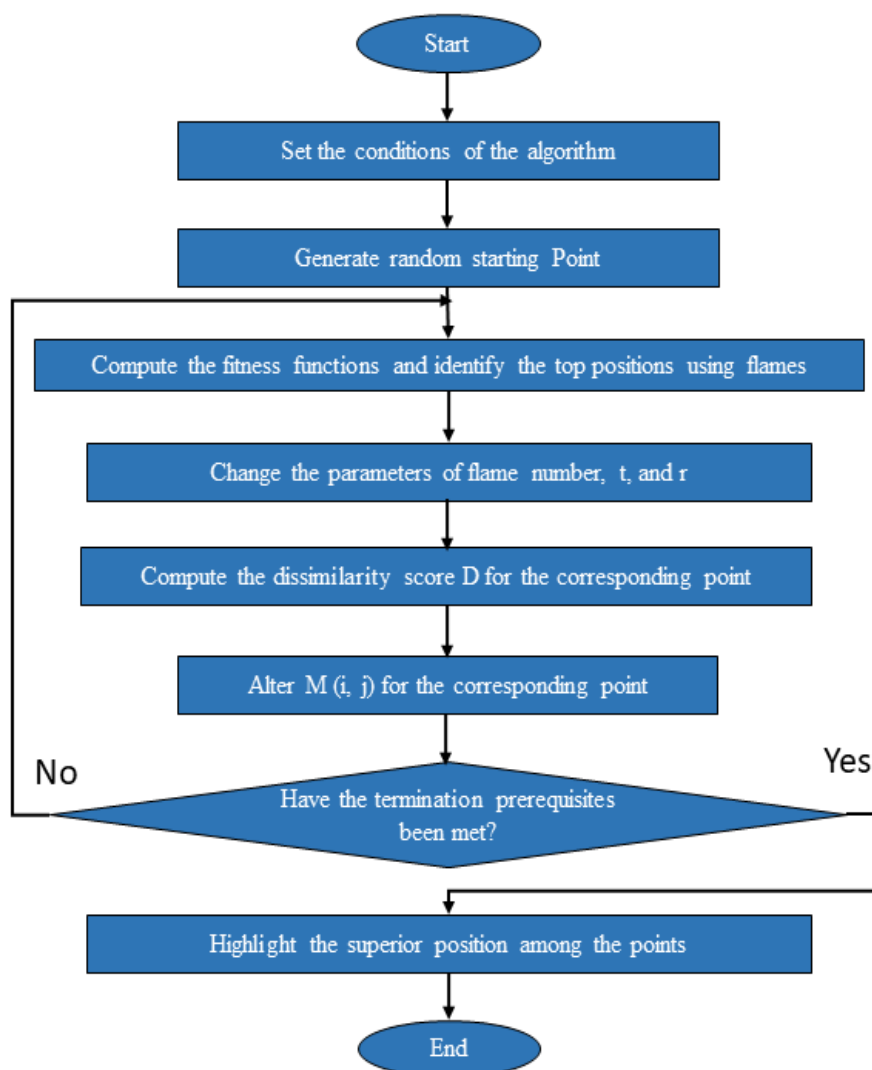 Start
Set the conditions of the algorithm
Generate random starting Point
Compute the fitness functions and identify the top positions using flames
Change the parameters of flame number, t, and r
Compute the dissimilarity score D for the corresponding point
Alter M (i, j) for the corresponding point
No
Yes
Have the termination prerequisites
been met?
Highlight the superior position among the points
End